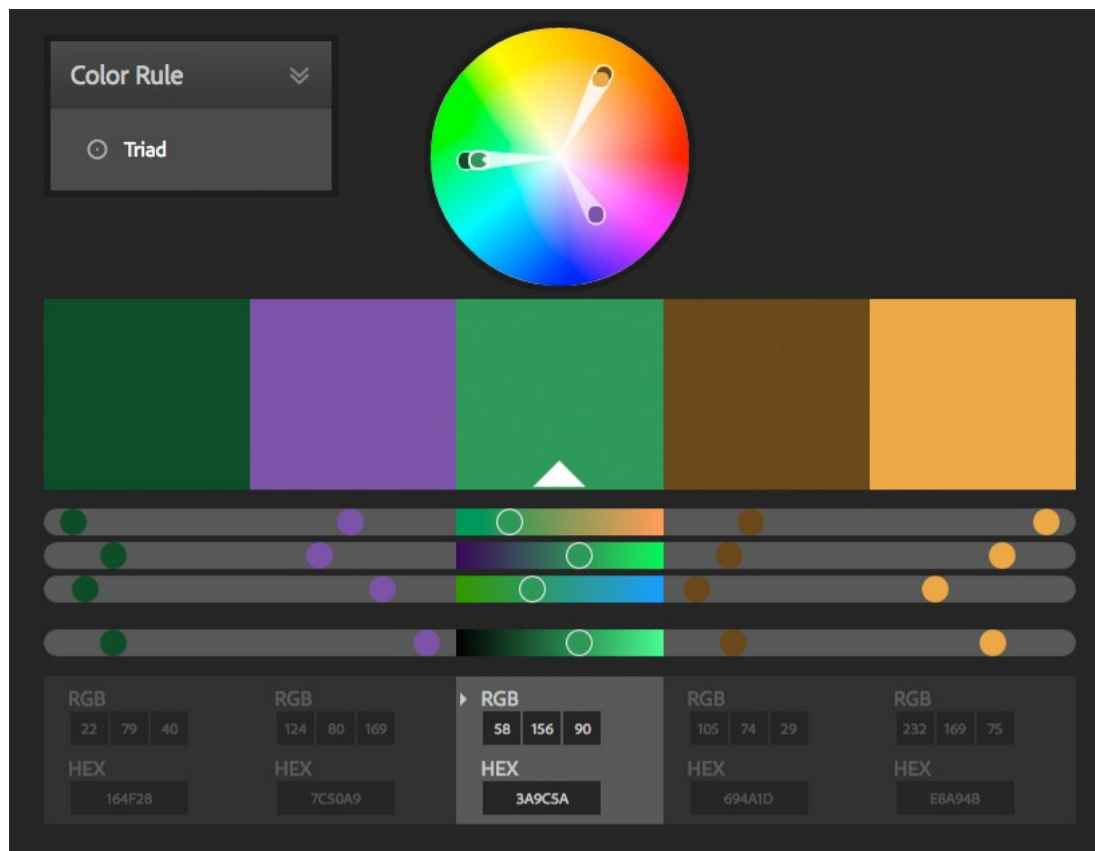 Color Rule
Triad
RGB RGB RGB RGB RGB
22 79 40 124 80 169 58 156 90 105 74 29 232 169 75
HEX HEX HEX HEX HEX
164F28 7C50A9 3A9C5A 694A1D E8A94B